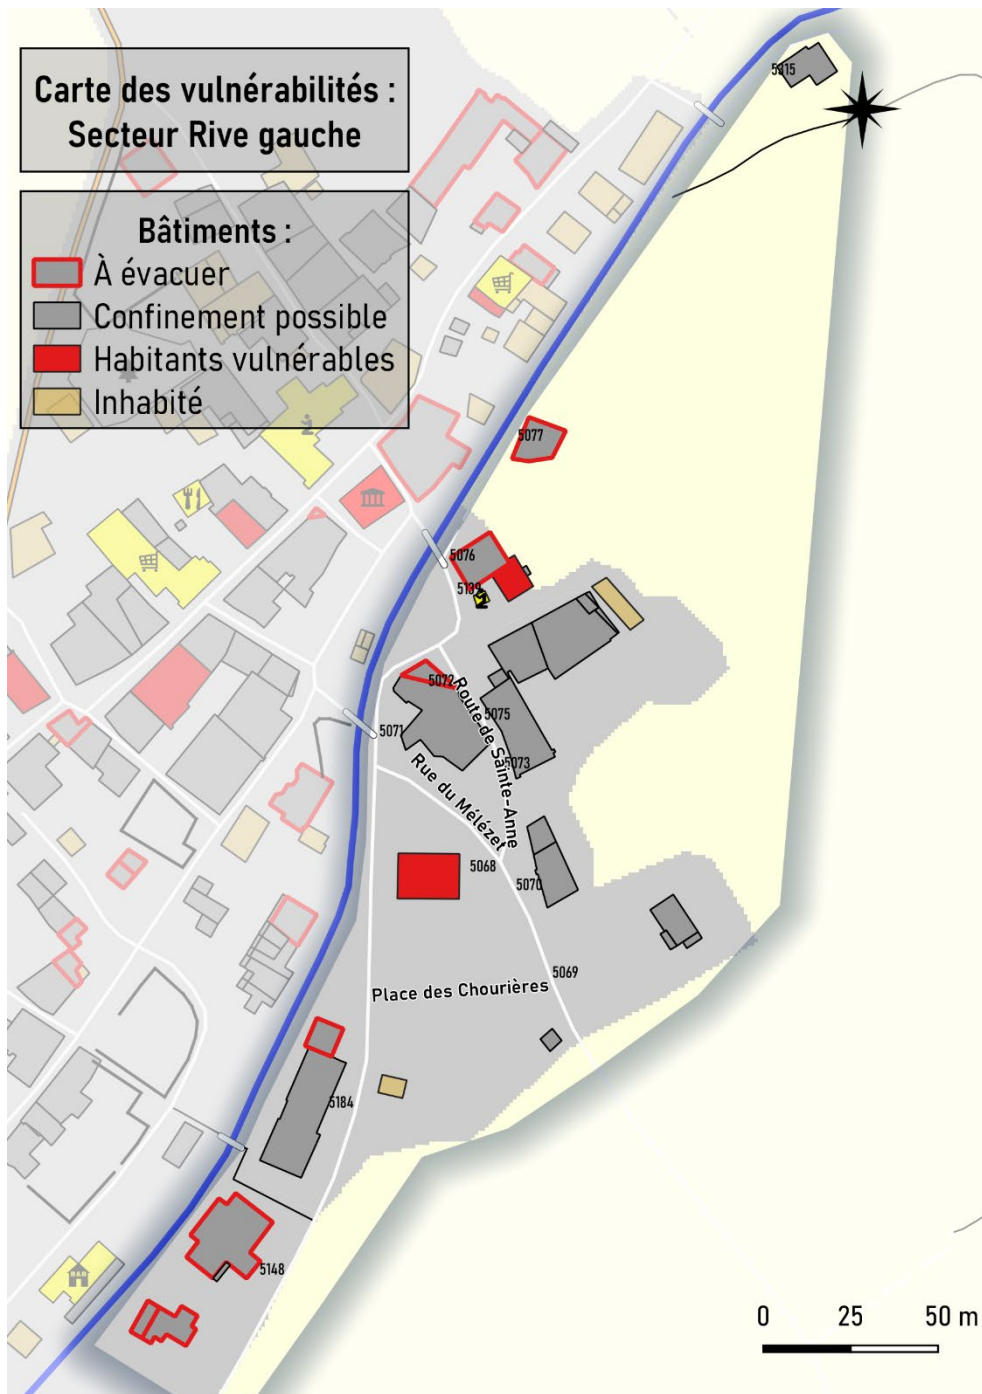 Carte des vulnérabilités :
Secteur Rive gauche
Bâtiments :
À évacuer
Confinement possible
Habitants vulnérables
Inhabité
5315
5077
5076
5139
5072
Route de Sainte-Anne
5075
5071
5073
Rue du Mélézet
5068
5070
5069
Place des Chourières
5184
5148
0 25 50 m